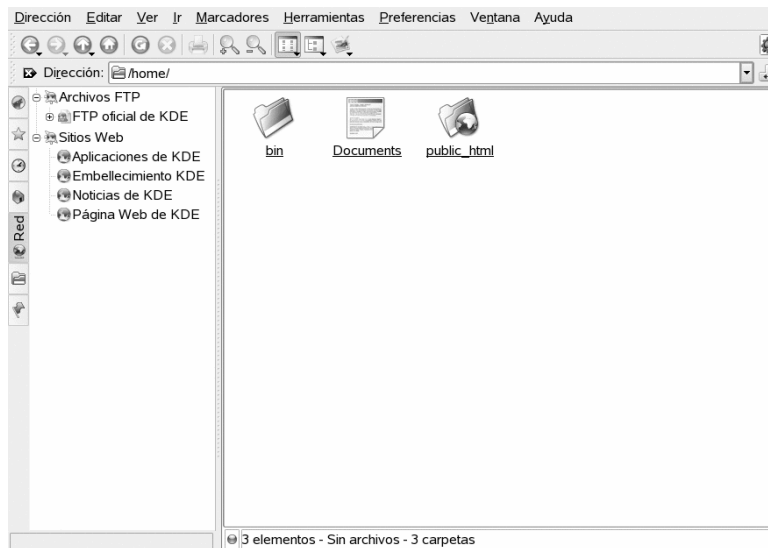 Dirección Editar Ver Ir Marcadores Herramientas Preferencias Ventana Ayuda
Dirección: /home/
Archivos FTP
FTP oficial de KDE
Sitios Web
Aplicaciones de KDE
Embellecimiento KDE
Noticias de KDE
Página Web de KDE
Red
bin Documents public_html
3 elementos - Sin archivos - 3 carpetas